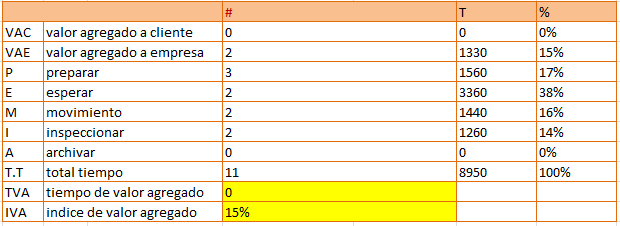 # T %
VAC valor agregado a cliente 0 0 0%
VAE valor agregado a empresa 2 1330 15%
P preparar 3 1560 17%
E esperar 2 3360 38%
M movimiento 2 1440 16%
I inspeccionar 2 1260 14%
A archivar 0 0 0%
T.T total tiempo 11 8950 100%
TVA tiempo de valor agregado 0
IVA indice de valor agregado 15%